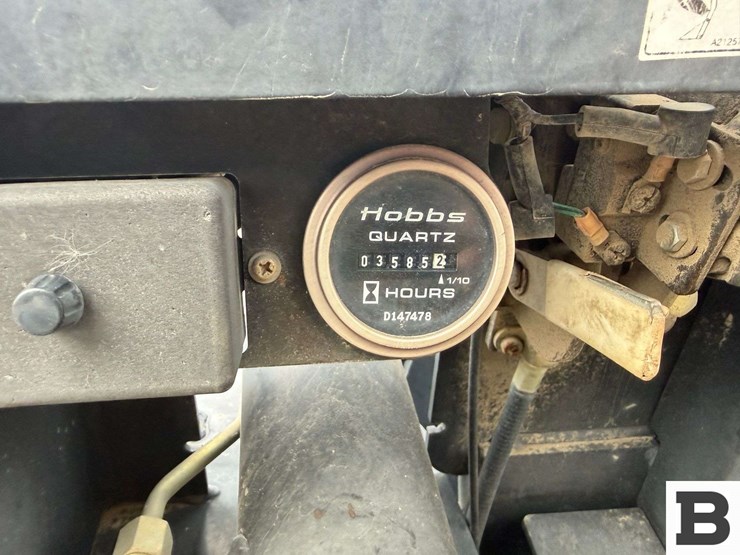 Hobbs
QUARTZ
035852
1/10
HOURS
D147478
B